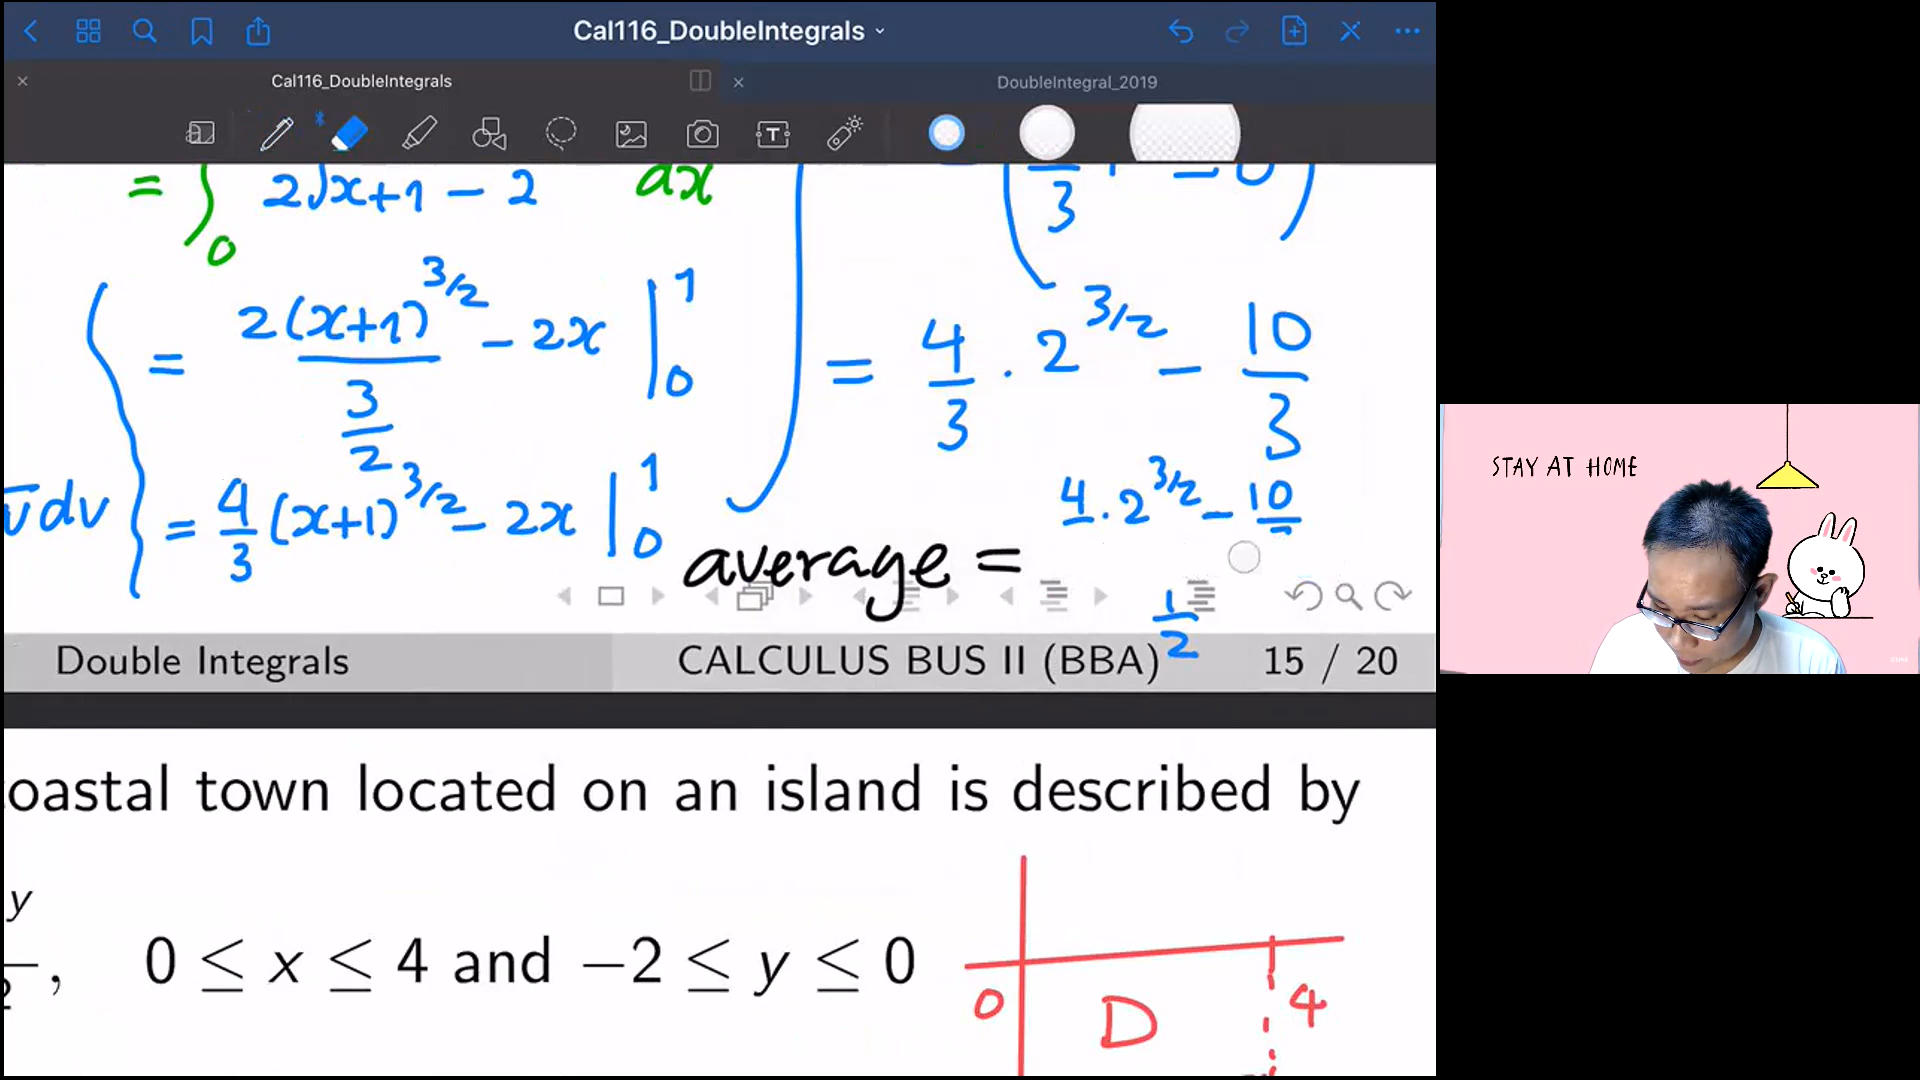 Cal116_DoubleIntegrals
Cal116_DoubleIntegrals
DoubleIntegral_2019
= ∫₀ 2√x+1 − 2 dx
= 2(x+1)^3/2 / 3/2 − 2x |₀¹
v dv
= 4/3 (x+1)^3/2 − 2x |₀¹
3
= 4/3 · 2^3/2 − 10/3
average = 4 · 2^3/2 − 10
1/2
Double Integrals
CALCULUS BUS II (BBA)
15 / 20
oastal town located on an island is described by
y
2, 0 ≤ x ≤ 4 and −2 ≤ y ≤ 0
0
D
4
STAY AT HOME